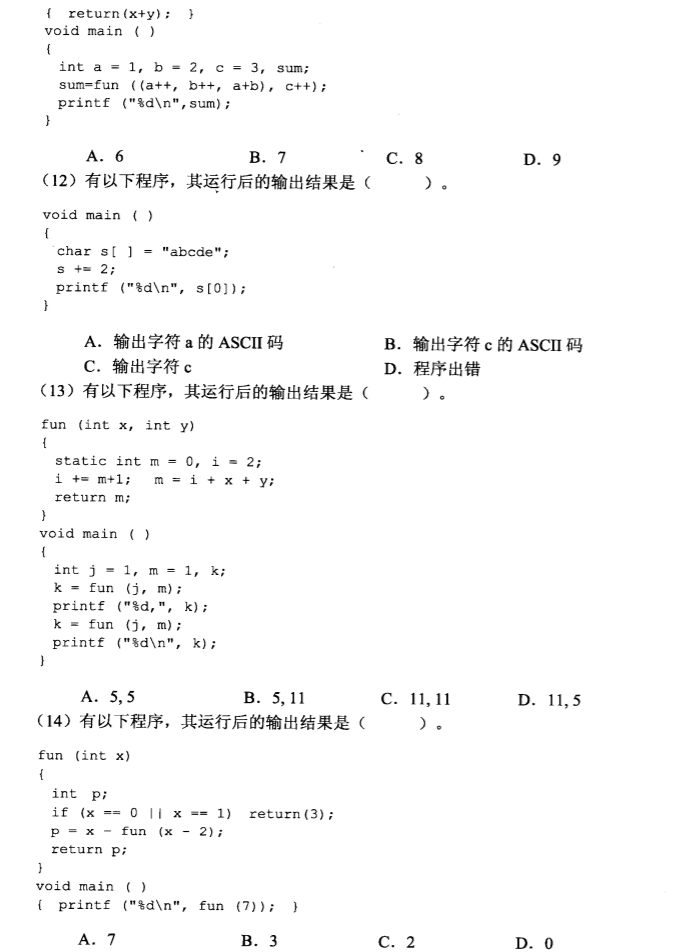 { return(x+y); }
void main ( )
{
int a = 1, b = 2, c = 3, sum;
sum=fun ((a++, b++, a+b), c++);
printf ("%d\n",sum);
}
A. 6 B. 7 C. 8 D. 9
（12）有以下程序，其运行后的输出结果是（ ）。
void main ( )
{
char s[ ] = "abcde";
s += 2;
printf ("%d\n", s[0]);
}
A. 输出字符 a 的 ASCII 码 B. 输出字符 c 的 ASCII 码
C. 输出字符 c D. 程序出错
（13）有以下程序，其运行后的输出结果是（ ）。
fun (int x, int y)
{
static int m = 0, i = 2;
i += m+1; m = i + x + y;
return m;
}
void main ( )
{
int j = 1, m = 1, k;
k = fun (j, m);
printf ("%d,", k);
k = fun (j, m);
printf ("%d\n", k);
}
A. 5, 5 B. 5, 11 C. 11, 11 D. 11, 5
（14）有以下程序，其运行后的输出结果是（ ）。
fun (int x)
{
int p;
if (x == 0 || x == 1) return(3);
p = x - fun (x - 2);
return p;
}
void main ( )
{ printf ("%d\n", fun (7)); }
A. 7 B. 3 C. 2 D. 0